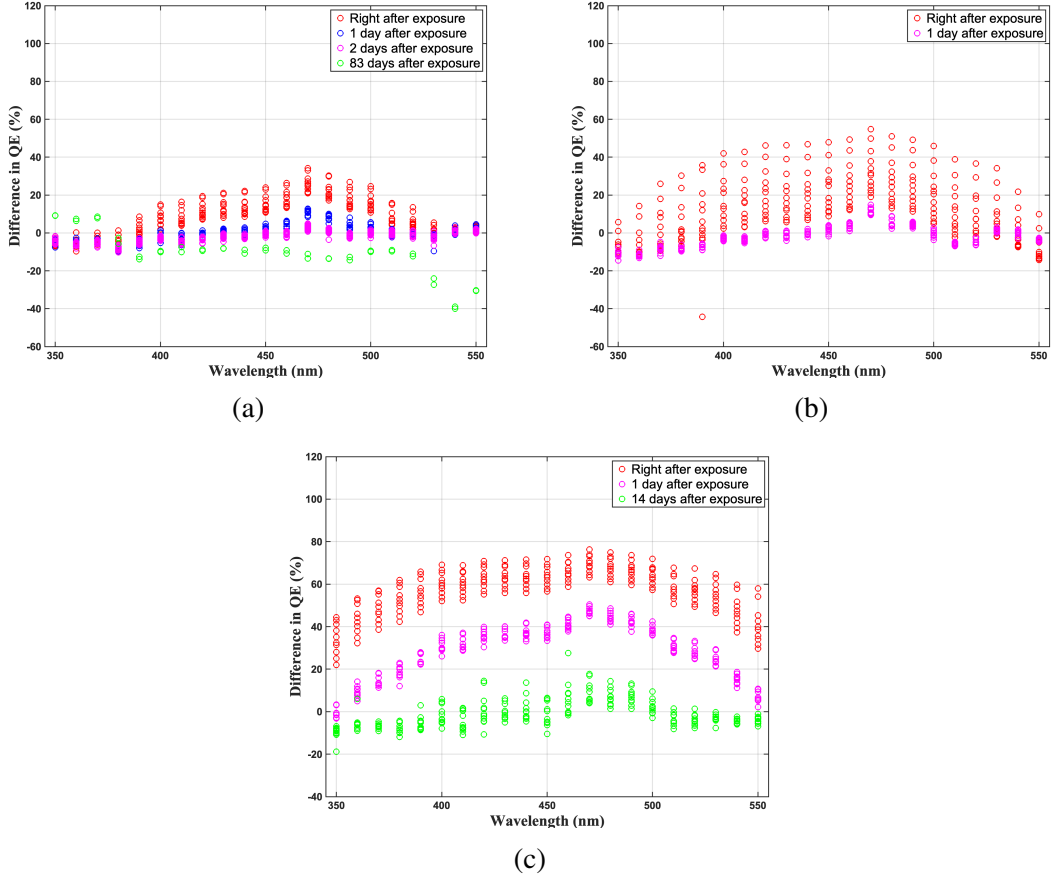 120
100
80
60
40
20
0
-20
-40
-60
Difference in QE (%)
350
400
450
500
550
Wavelength (nm)
Right after exposure
1 day after exposure
2 days after exposure
83 days after exposure
(a)
120
100
80
60
40
20
0
-20
-40
-60
Difference in QE (%)
350
400
450
500
550
Wavelength (nm)
Right after exposure
1 day after exposure
(b)
120
100
80
60
40
20
0
-20
-40
Difference in QE (%)
350
400
450
500
550
Wavelength (nm)
Right after exposure
1 day after exposure
14 days after exposure
(c)